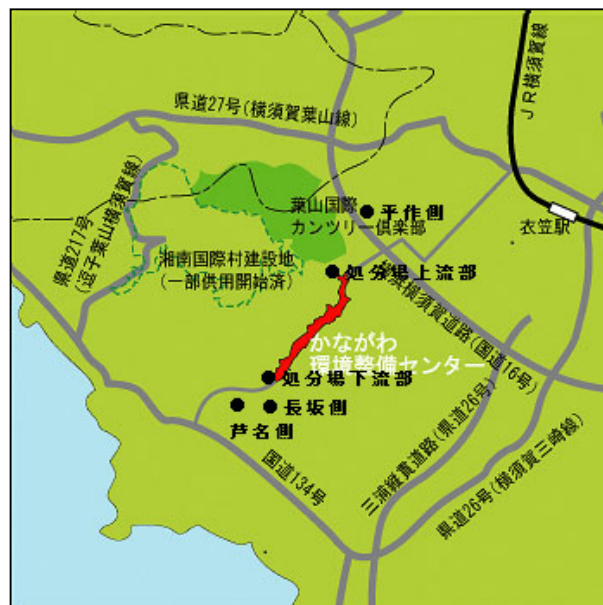 県道27号(横須賀葉山線)
JR横須賀線
葉山国際
カンツリー倶楽部
平作側
衣笠駅
県道217号
(逗子葉山横須賀線)
湘南国際村建設地
(一部供用開始済)
処分場上流部
横浜横須賀道路(国道16号)
かながわ
環境整備センター
処分場下流部
長坂側
芦名側
国道134号
三浦縦貫道路(県道26号)
県道26号(横須賀三崎線)